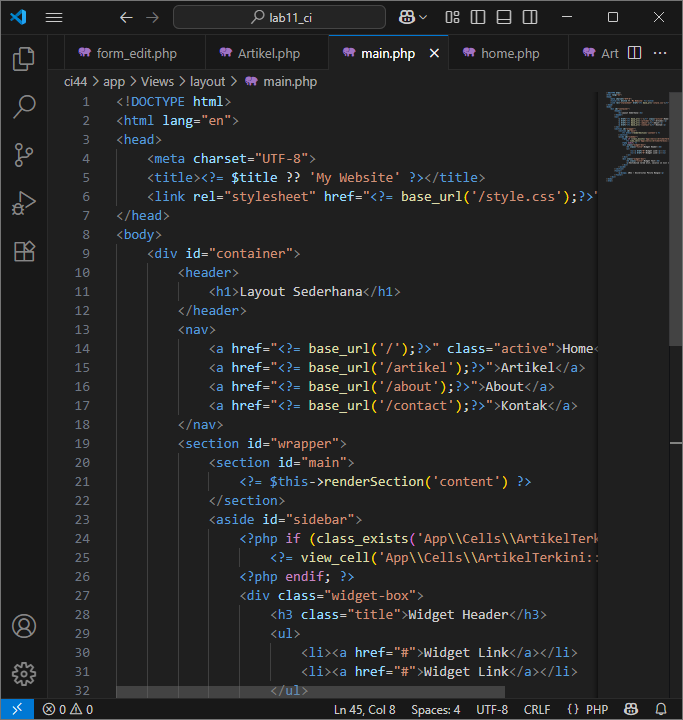 lab11_ci
form_edit.php Artikel.php main.php home.php Art
ci44 > app > Views > layout > main.php
1 <!DOCTYPE html>
2 <html lang="en">
3 <head>
4 <meta charset="UTF-8">
5 <title><?= $title ?? 'My Website' ?></title>
6 <link rel="stylesheet" href="<?= base_url('/style.css');?>"
7 </head>
8 <body>
9 <div id="container">
10 <header>
11 <h1>Layout Sederhana</h1>
12 </header>
13 <nav>
14 <a href="<?= base_url('/');?>" class="active">Home<
15 <a href="<?= base_url('/artikel');?>">Artikel</a>
16 <a href="<?= base_url('/about');?>">About</a>
17 <a href="<?= base_url('/contact');?>">Kontak</a>
18 </nav>
19 <section id="wrapper">
20 <section id="main">
21 <?= $this->renderSection('content') ?>
22 </section>
23 <aside id="sidebar">
24 <?php if (class_exists('App\\Cells\\ArtikelTerk
25 <?= view_cell('App\\Cells\\ArtikelTerkini::
26 <?php endif; ?>
27 <div class="widget-box">
28 <h3 class="title">Widget Header</h3>
29 <ul>
30 <li><a href="#">Widget Link</a></li>
31 <li><a href="#">Widget Link</a></li>
32 </ul>
0 0 Ln 45, Col 8 Spaces: 4 UTF-8 CRLF {} PHP